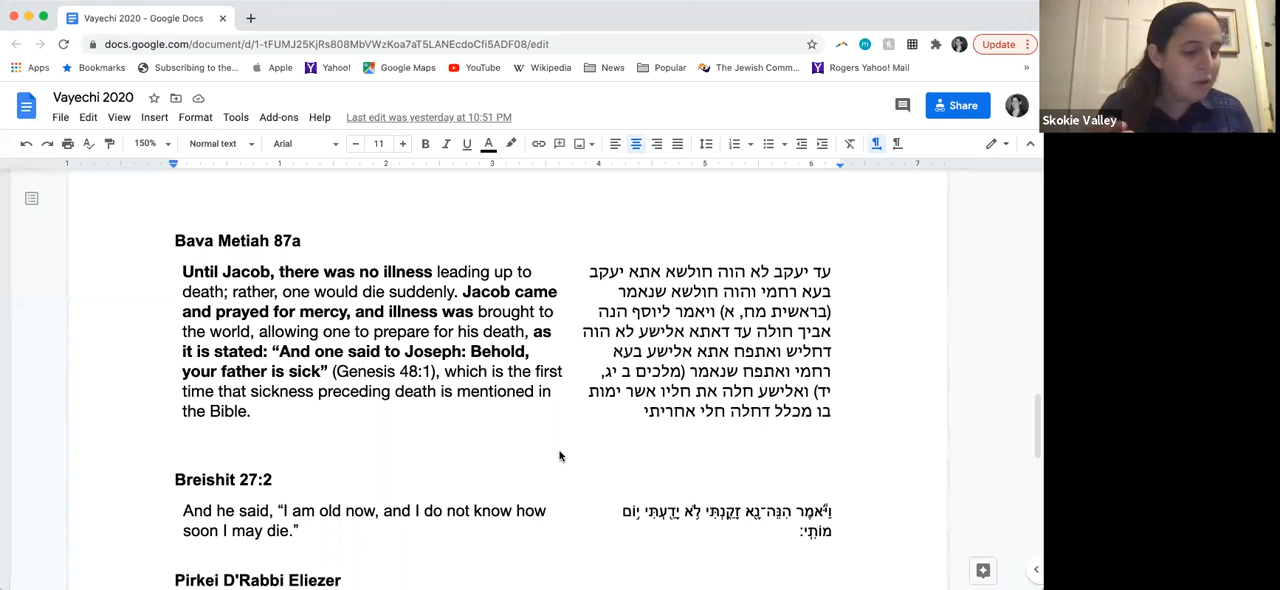 Vayechi 2020 - Google Docs
docs.google.com/document/d/1-tFUMJ25KjRs808MbVWzKoa7aT5LANEcdoCfi5ADF08/edit
Update
Apps Bookmarks Subscribing to the... Apple Yahoo! Google Maps YouTube Wikipedia News Popular The Jewish Comm... Rogers Yahoo! Mail »
Vayechi 2020
File Edit View Insert Format Tools Add-ons Help Last edit was yesterday at 10:51 PM
Share
150% Normal text Arial 11 B I U A
1 1 2 3 4 5 6 7
Skokie Valley
Bava Metiah 87a
Until Jacob, there was no illness leading up to
death; rather, one would die suddenly. Jacob came
and prayed for mercy, and illness was brought to
the world, allowing one to prepare for his death, as
it is stated: “And one said to Joseph: Behold,
your father is sick” (Genesis 48:1), which is the first
time that sickness preceding death is mentioned in
the Bible.
עד יעקב לא הוה חולשא אתא יעקב
בעא רחמי והוה חולשא שנאמר
(בראשית מח, א) ויאמר ליוסף הנה
אביך חולה עד דאתא אלישע לא הוה
דחליש ואתפח אתא אלישע בעא
רחמי ואתפח שנאמר (מלכים ב יג,
יד) ואלישע חלה את חליו אשר ימות
בו מכלל דחלה חלי אחריתי
Breishit 27:2
And he said, “I am old now, and I do not know how
soon I may die.”
וַיֹּ֕אמֶר הִנֵּה־נָ֖א זָקַ֑נְתִּי לֹ֥א יָדַ֖עְתִּי י֥וֹם
מוֹתִֽי׃
Pirkei D'Rabbi Eliezer